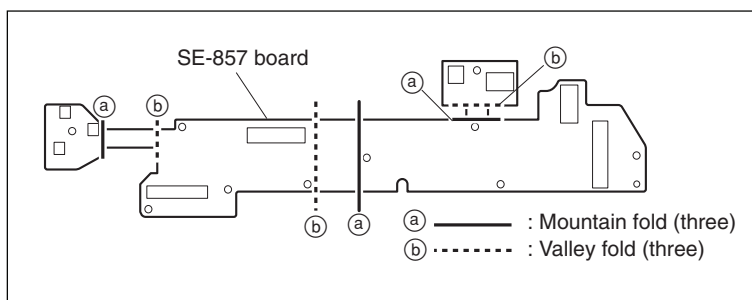 SE-857 board
a
b
a
b
b
a
a : Mountain fold (three)
b : Valley fold (three)